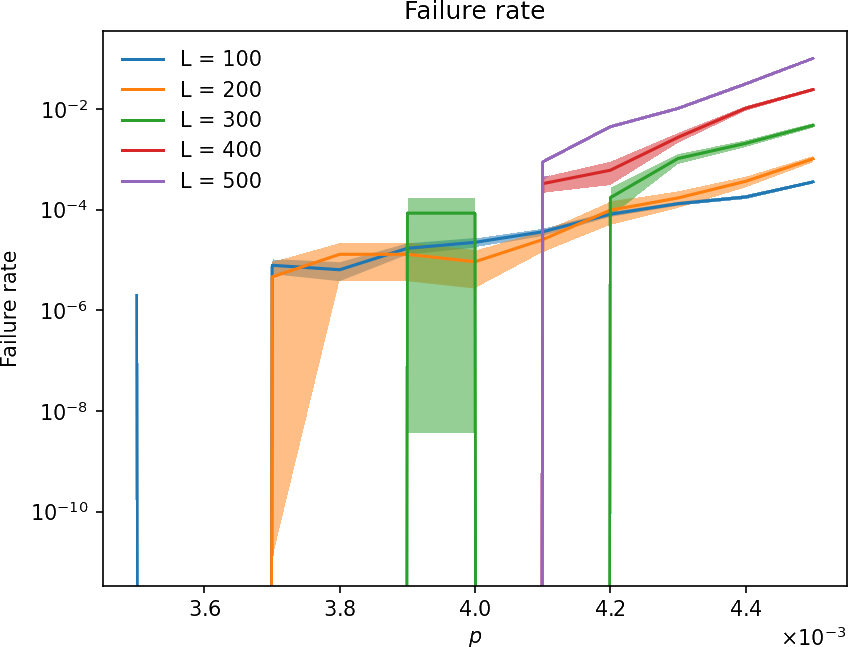 Failure rate
L = 100
L = 200
L = 300
L = 400
L = 500
Failure rate
10⁻²
10⁻⁴
10⁻⁶
10⁻⁸
10⁻¹⁰
3.6 3.8 4.0 4.2 4.4
p
×10⁻³